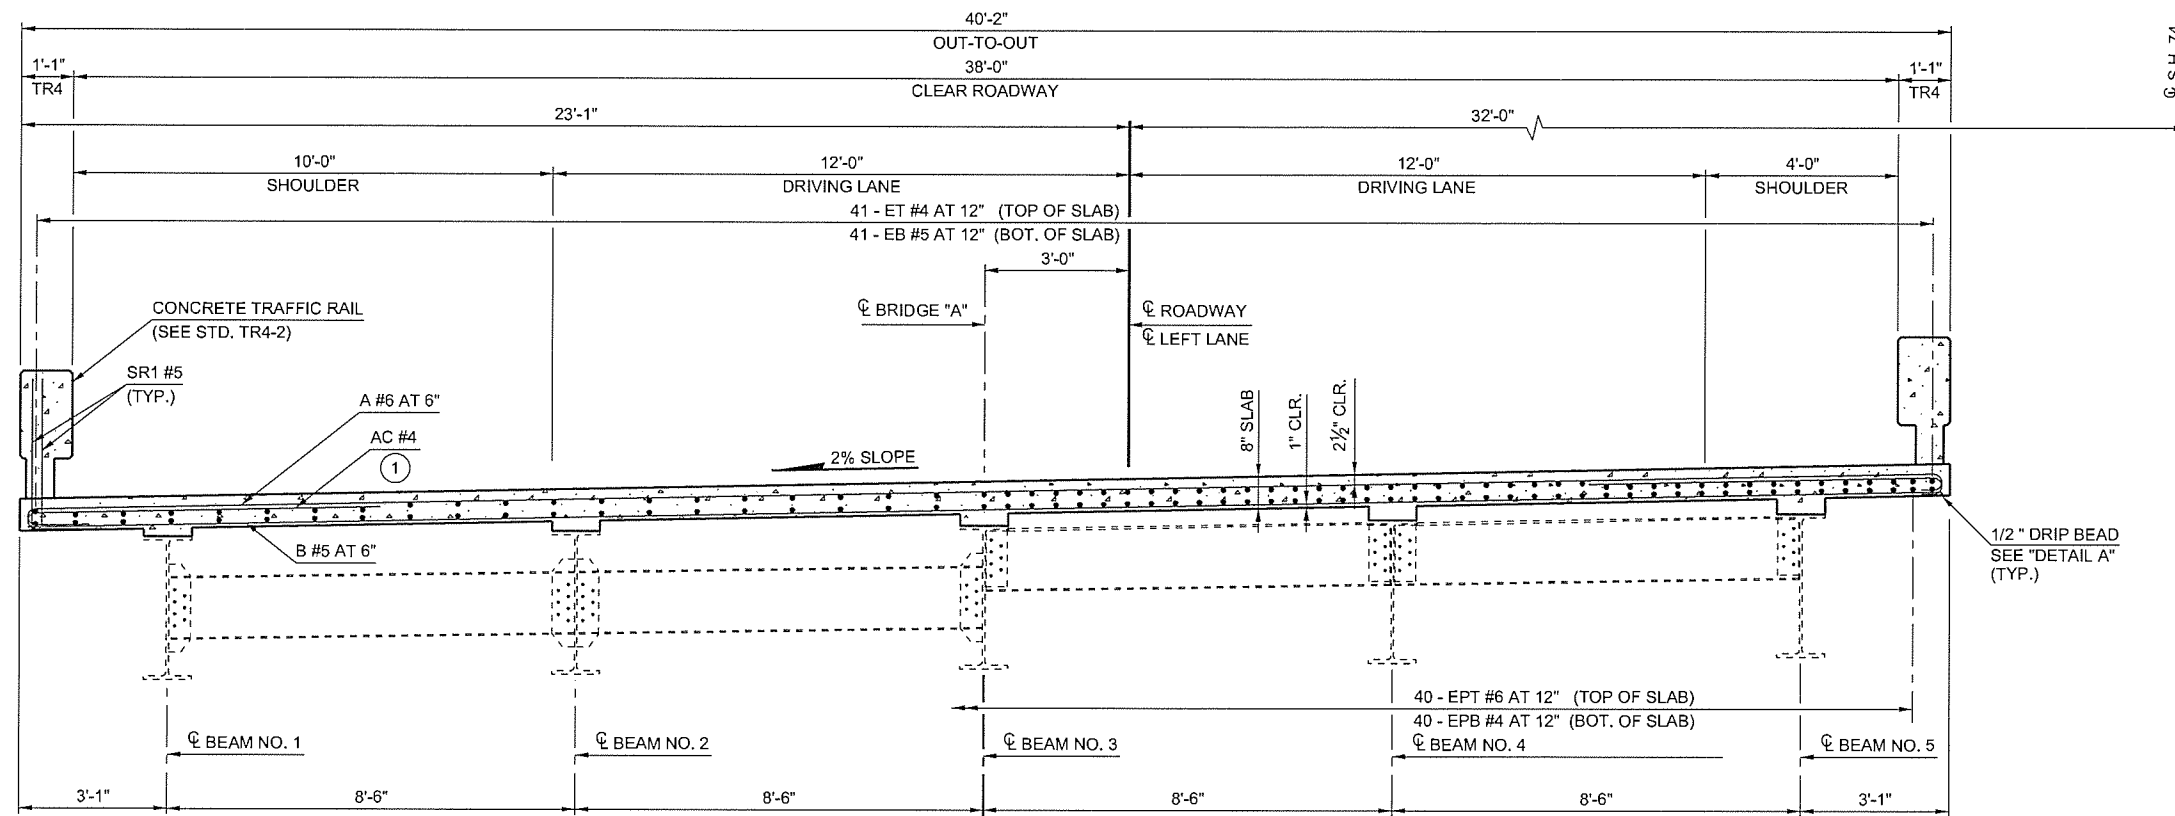 40'-2"
OUT-TO-OUT
1'-1"
TR4
38'-0"
CLEAR ROADWAY
1'-1"
TR4
℄ S.H. 74
23'-1"
32'-0"
10'-0"
SHOULDER
12'-0"
DRIVING LANE
12'-0"
DRIVING LANE
4'-0"
SHOULDER
41 - ET #4 AT 12" (TOP OF SLAB)
41 - EB #5 AT 12" (BOT. OF SLAB)
3'-0"
CONCRETE TRAFFIC RAIL
(SEE STD. TR4-2)
℄ BRIDGE "A"
℄ ROADWAY
℄ LEFT LANE
SR1 #5
(TYP.)
A #6 AT 6"
AC #4
1
2% SLOPE
8" SLAB
1" CLR.
2½" CLR.
B #5 AT 6"
1/2 " DRIP BEAD
SEE "DETAIL A"
(TYP.)
40 - EPT #6 AT 12" (TOP OF SLAB)
40 - EPB #4 AT 12" (BOT. OF SLAB)
℄ BEAM NO. 1
℄ BEAM NO. 2
℄ BEAM NO. 3
℄ BEAM NO. 4
℄ BEAM NO. 5
3'-1"
8'-6"
8'-6"
8'-6"
8'-6"
3'-1"